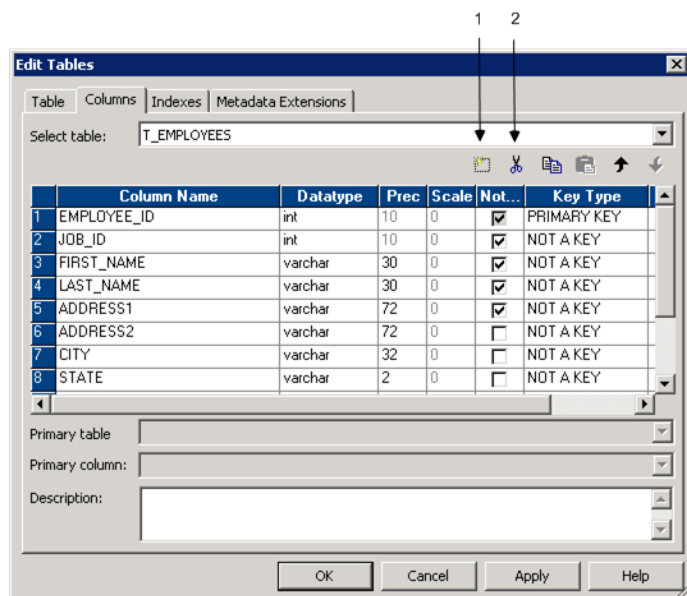 1 2
Edit Tables
Table Columns Indexes Metadata Extensions
Select table: T_EMPLOYEES
Column Name Datatype Prec Scale Not... Key Type
1 EMPLOYEE_ID int 10 0 PRIMARY KEY
2 JOB_ID int 10 0 NOT A KEY
3 FIRST_NAME varchar 30 0 NOT A KEY
4 LAST_NAME varchar 30 0 NOT A KEY
5 ADDRESS1 varchar 72 0 NOT A KEY
6 ADDRESS2 varchar 72 0 NOT A KEY
7 CITY varchar 32 0 NOT A KEY
8 STATE varchar 2 0 NOT A KEY
Primary table
Primary column:
Description:
OK Cancel Apply Help